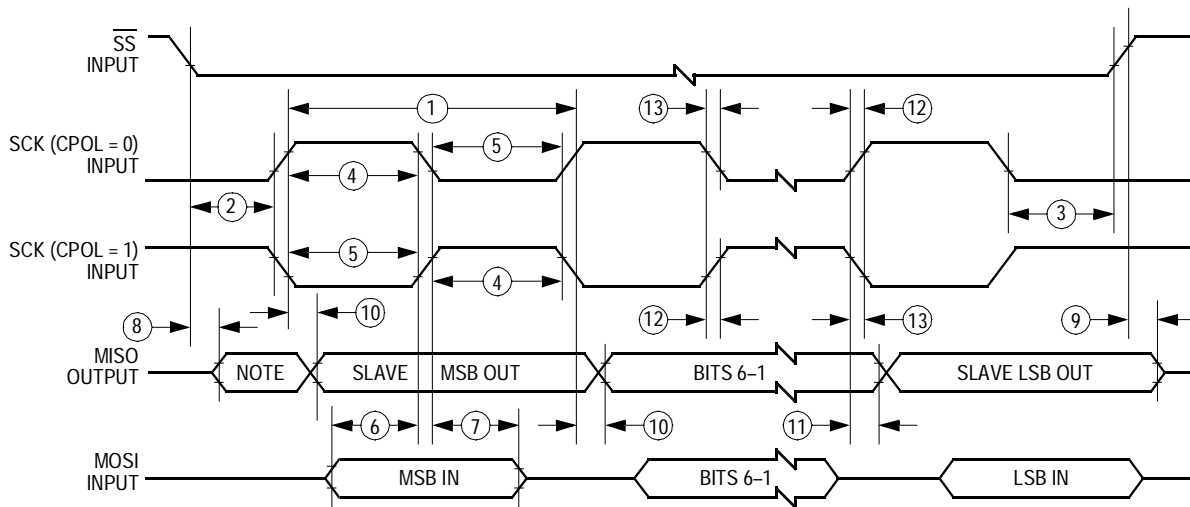 SS
INPUT
1
13
12
SCK (CPOL = 0)
INPUT
5
4
2
3
SCK (CPOL = 1)
INPUT
5
4
8
10
12
13
9
MISO
OUTPUT
NOTE
SLAVE
MSB OUT
BITS 6–1
SLAVE LSB OUT
6
7
10
11
MOSI
INPUT
MSB IN
BITS 6–1
LSB IN